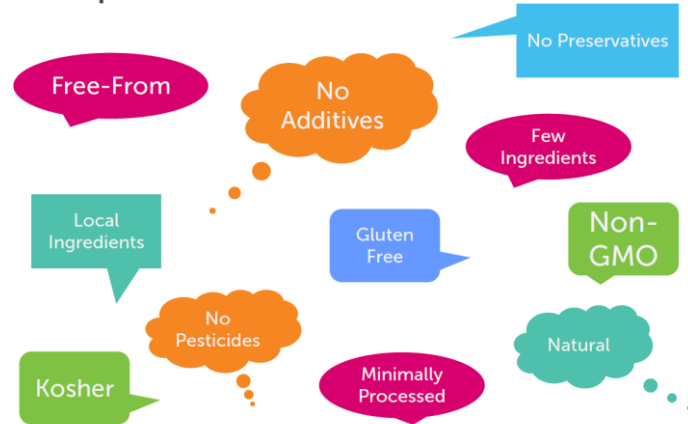 No Preservatives
Free-From
No
Additives
Few
Ingredients
Local
Ingredients
Gluten
Free
Non-
GMO
No
Pesticides
Natural
Kosher
Minimally
Processed